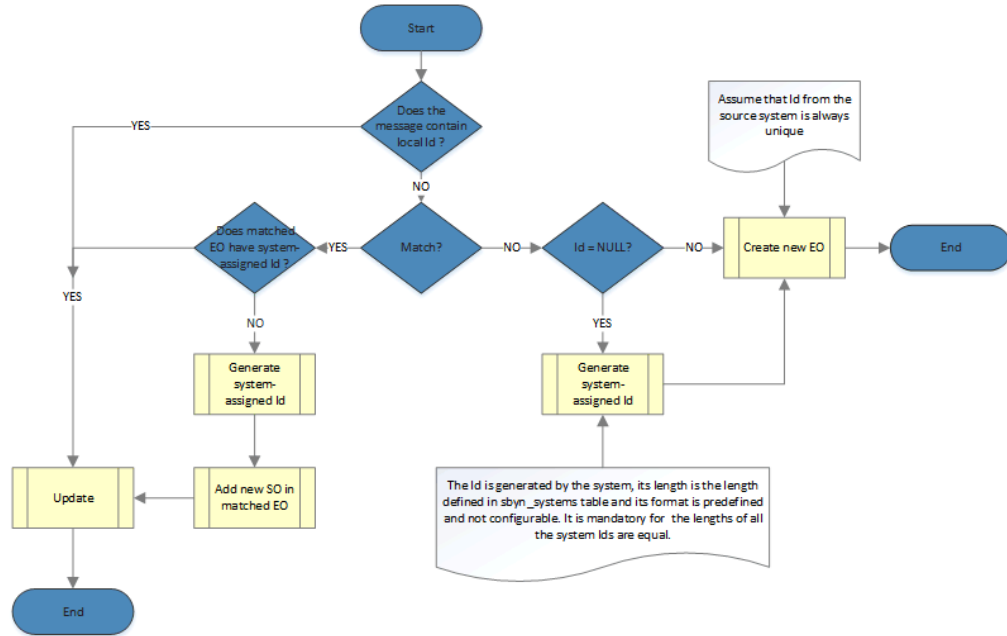 Start
Does the
message contain
local Id ?
YES
NO
Assume that Id from the
source system is always
unique
Does matched
EO have system-
assigned Id ?
YES
Match?
NO
Id = NULL?
NO
Create new EO
End
YES
NO
YES
Generate
system-
assigned Id
Generate
system-
assigned Id
Update
Add new SO in
matched EO
The Id is generated by the system, its length is the length
defined in sbyn_systems table and its format is predefined
and not configurable. It is mandatory for the lengths of all
the system Ids are equal.
End